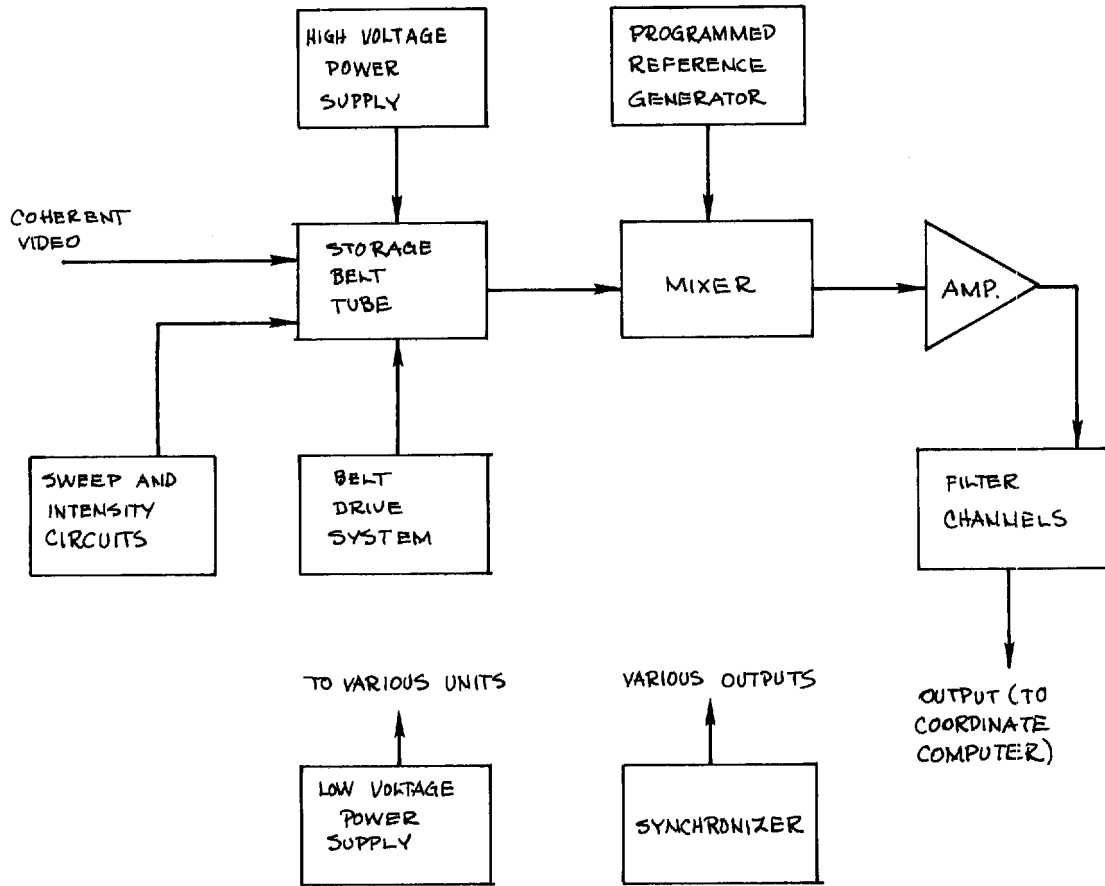 HIGH VOLTAGE
POWER
SUPPLY
PROGRAMMED
REFERENCE
GENERATOR
COHERENT
VIDEO
STORAGE
BELT
TUBE
MIXER
AMP.
SWEEP AND
INTENSITY
CIRCUITS
BELT
DRIVE
SYSTEM
FILTER
CHANNELS
TO VARIOUS UNITS
VARIOUS OUTPUTS
OUTPUT (TO
COORDINATE
COMPUTER)
LOW VOLTAGE
POWER
SUPPLY
SYNCHRONIZER